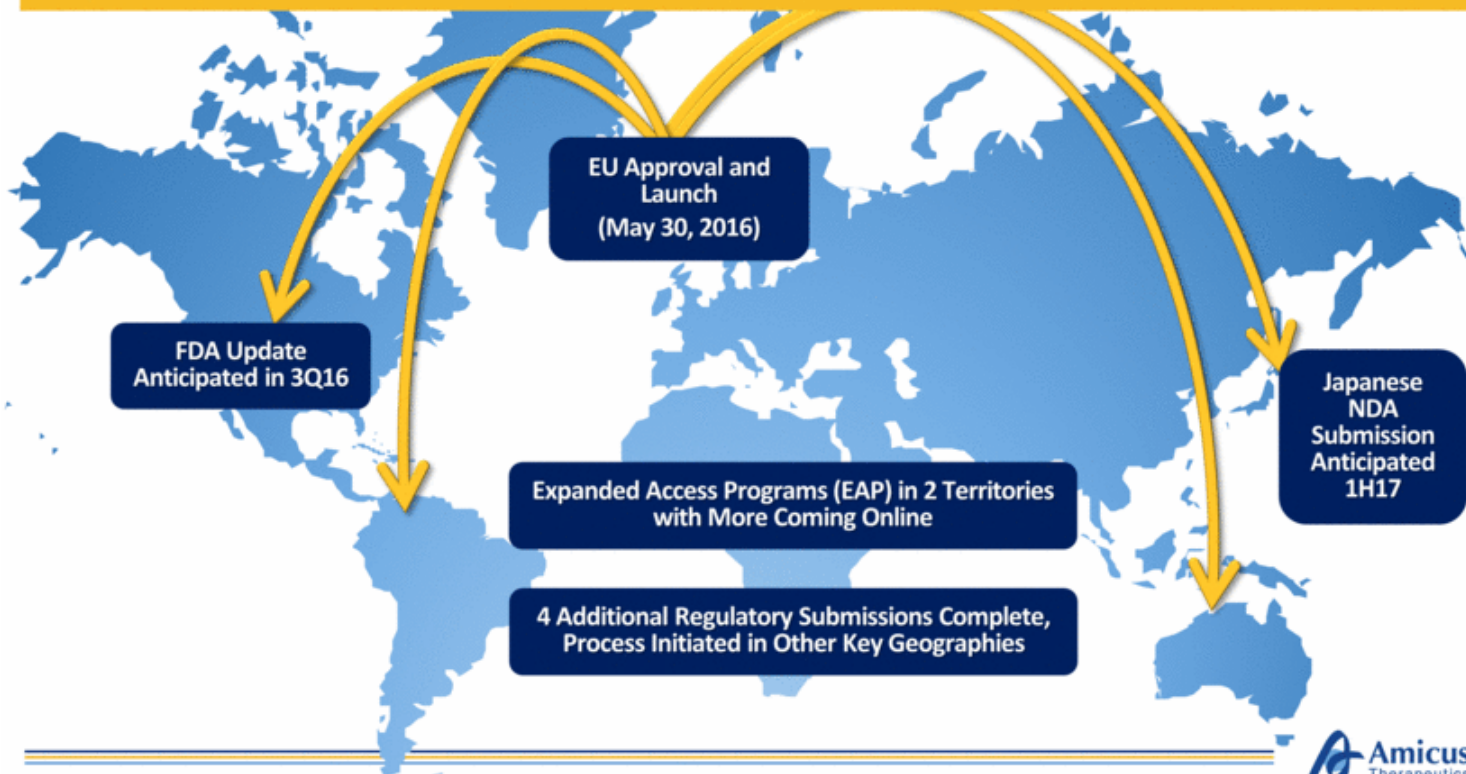 EU Approval and
Launch
(May 30, 2016)
FDA Update
Anticipated in 3Q16
Japanese
NDA
Submission
Anticipated
1H17
Expanded Access Programs (EAP) in 2 Territories
with More Coming Online
4 Additional Regulatory Submissions Complete,
Process Initiated in Other Key Geographies
Amicus